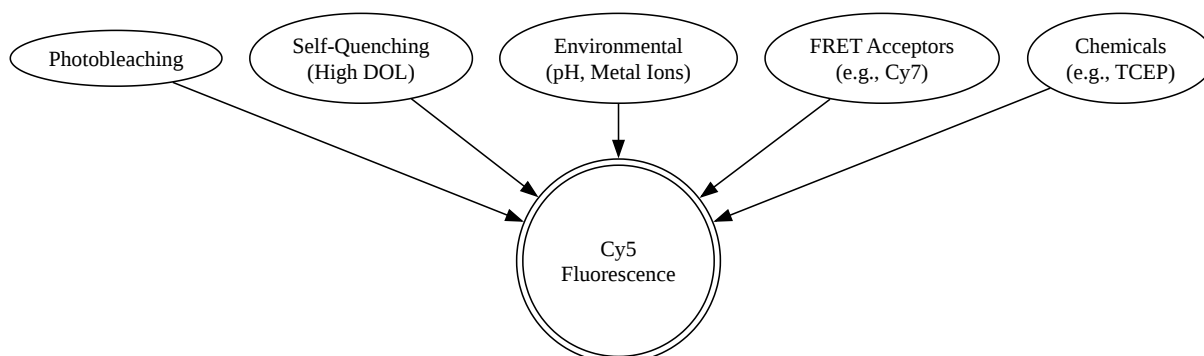 Photobleaching
Self-Quenching
(High DOL)
Environmental
(pH, Metal Ions)
FRET Acceptors
(e.g., Cy7)
Chemicals
(e.g., TCEP)
Cy5
Fluorescence